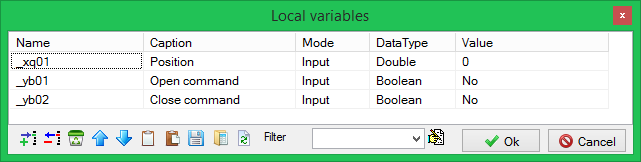 Local variables
x
Name Caption Mode DataType Value
_xq01 Position Input Double 0
_yb01 Open command Input Boolean No
_yb02 Close command Input Boolean No
Filter Ok Cancel